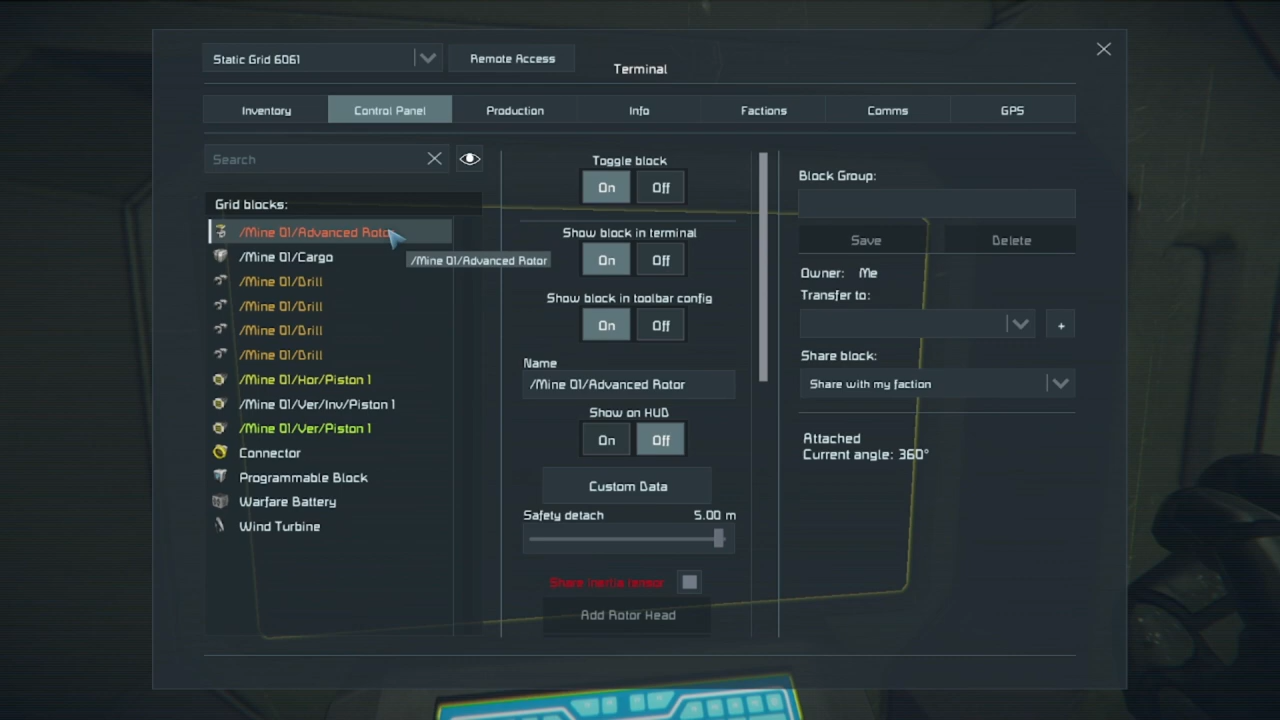 Static Grid 6061
Remote Access
Terminal
Inventory
Control Panel
Production
Info
Factions
Comms
GPS
Search
Grid blocks:
/Mine 01/Advanced Rotor
/Mine 01/Cargo
/Mine 01/Drill
/Mine 01/Drill
/Mine 01/Drill
/Mine 01/Drill
/Mine 01/Hor/Piston 1
/Mine 01/Ver/Inv/Piston 1
/Mine 01/Ver/Piston 1
Connector
Programmable Block
Warfare Battery
Wind Turbine
/Mine 01/Advanced Rotor
Toggle block
On Off
Show block in terminal
On Off
Show block in toolbar config
On Off
Name
/Mine 01/Advanced Rotor
Show on HUD
On Off
Custom Data
Safety detach 5.00 m
Share inertia tensor
Add Rotor Head
Block Group:
Save Delete
Owner: Me
Transfer to:
+
Share block:
Share with my faction
Attached
Current angle: 360°